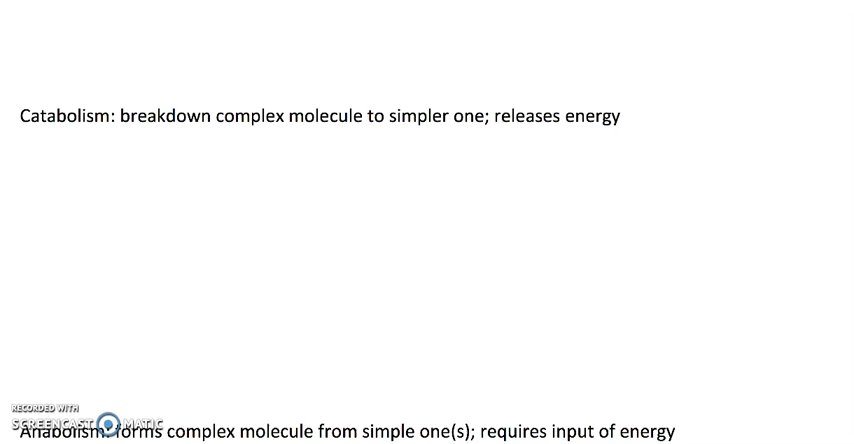 Catabolism: breakdown complex molecule to simpler one; releases energy
RECORDED WITH
SCREENCAST MATIC
Anabolism: forms complex molecule from simple one(s); requires input of energy